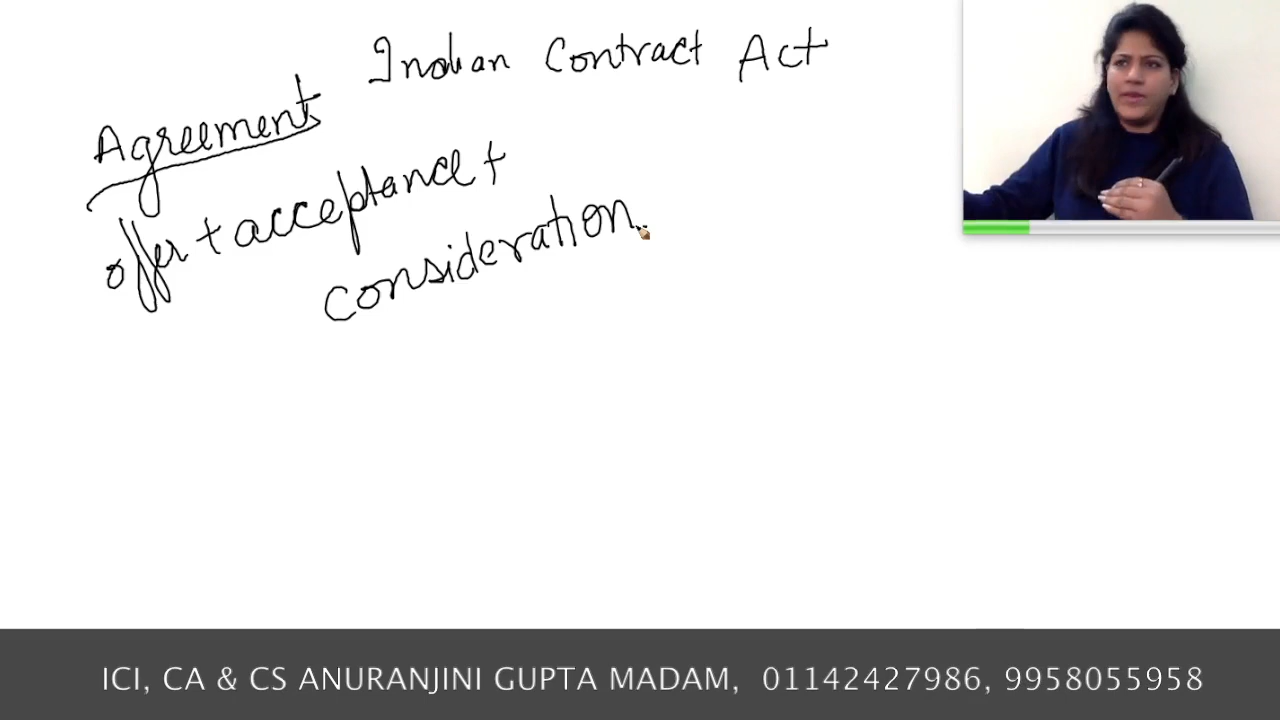 Indian Contract Act
Agreement
offer + acceptance +
consideration.
ICI, CA & CS ANURANJINI GUPTA MADAM, 01142427986, 9958055958